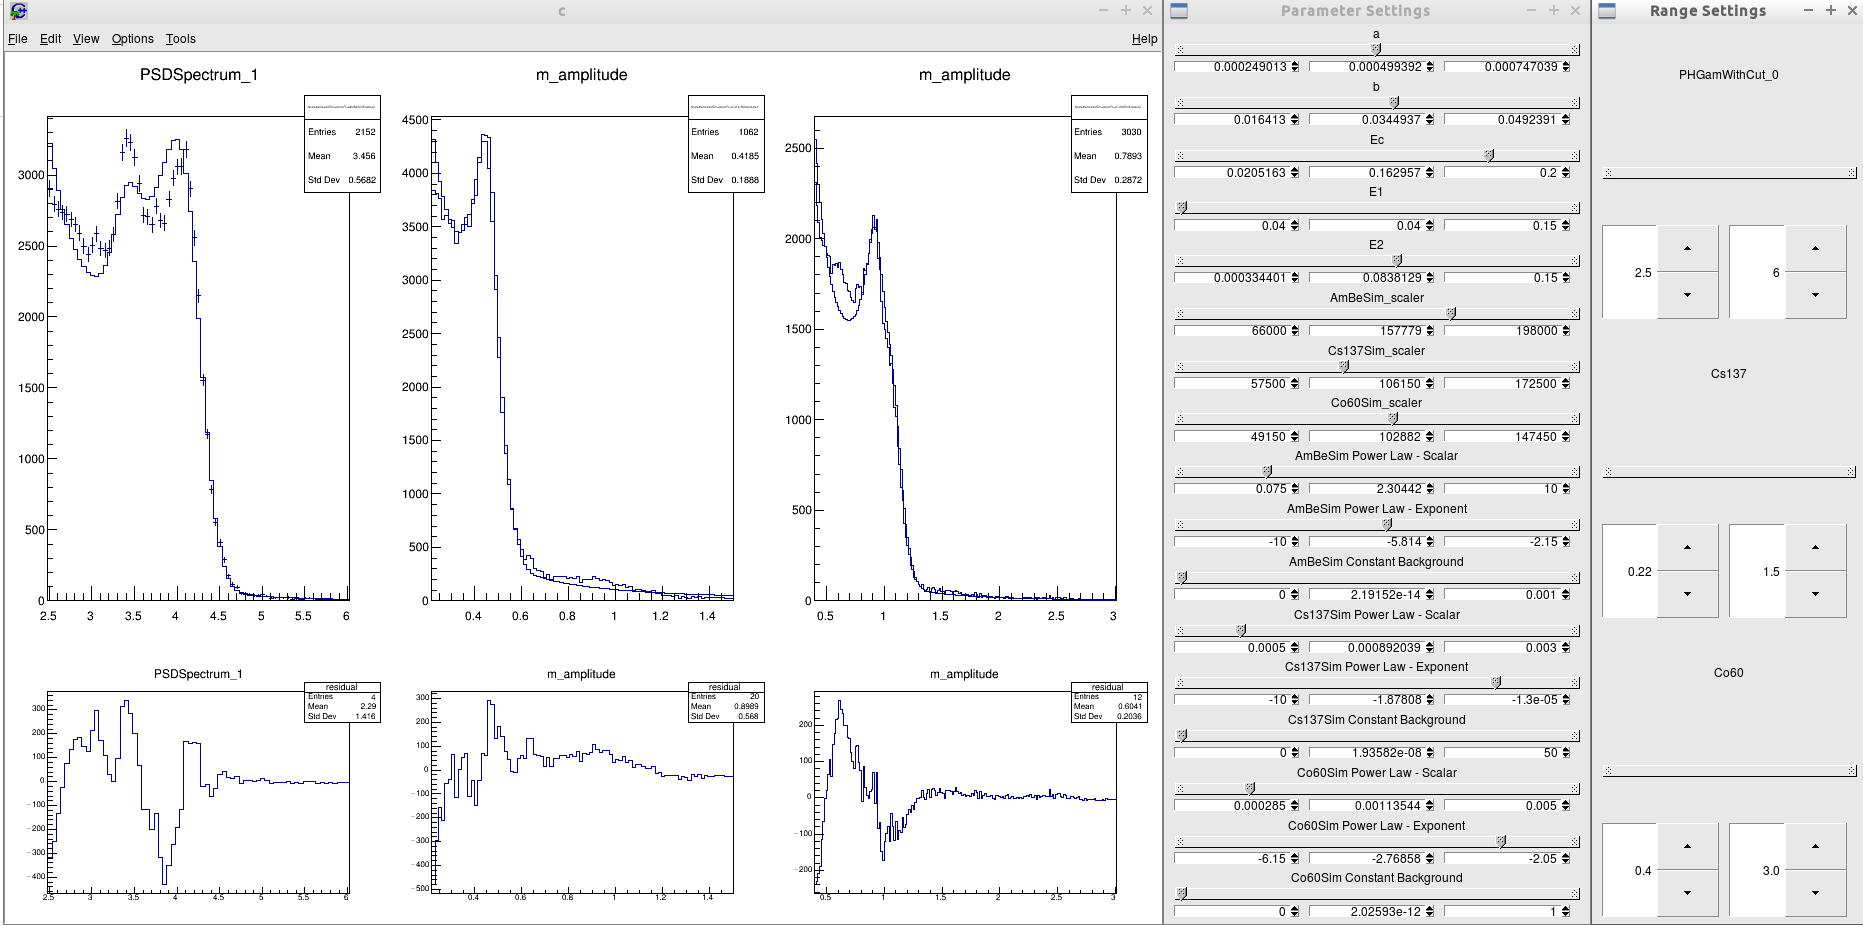 c
File Edit View Options Tools Help
PSDSpectrum_1
Entries 2152
Mean 3.456
Std Dev 0.5682
3000
2500
2000
1500
1000
500
0
2.5 3 3.5 4 4.5 5 5.5 6
m_amplitude
Entries 1062
Mean 0.4185
Std Dev 0.1888
4500
4000
3500
3000
2500
2000
1500
1000
500
0
0.4 0.6 0.8 1 1.2 1.4
m_amplitude
Entries 3030
Mean 0.7893
Std Dev 0.2872
2500
2000
1500
1000
500
0
0.5 1 1.5 2 2.5 3
PSDSpectrum_1
residual
Entries 4
Mean 2.29
Std Dev 1.416
300
200
100
0
−100
−200
−300
−400
2.5 3 3.5 4 4.5 5 5.5 6
m_amplitude
residual
Entries 20
Mean 0.8989
Std Dev 0.568
300
200
100
0
−100
−200
−300
−400
−500
0.4 0.6 0.8 1 1.2 1.4
m_amplitude
residual
Entries 12
Mean 0.6041
Std Dev 0.2036
200
100
0
−100
−200
0.5 1 1.5 2 2.5 3
Parameter Settings
a
0.000249013 0.000499392 0.000747039
b
0.016413 0.0344937 0.0492391
Ec
0.0205163 0.162957 0.2
E1
0.04 0.04 0.15
E2
0.000334401 0.0838129 0.15
AmBeSim_scaler
66000 157779 198000
Cs137Sim_scaler
57500 106150 172500
Co60Sim_scaler
49150 102882 147450
AmBeSim Power Law - Scalar
0.075 2.30442 10
AmBeSim Power Law - Exponent
-10 -5.814 -2.15
AmBeSim Constant Background
0 2.19152e-14 0.001
Cs137Sim Power Law - Scalar
0.0005 0.000892039 0.003
Cs137Sim Power Law - Exponent
-10 -1.87808 -1.3e-05
Cs137Sim Constant Background
0 1.93582e-08 50
Co60Sim Power Law - Scalar
0.000285 0.00113544 0.005
Co60Sim Power Law - Exponent
-6.15 -2.76858 -2.05
Co60Sim Constant Background
0 2.02593e-12 1
Range Settings
PHGamWithCut_0
2.5 6
Cs137
0.22 1.5
Co60
0.4 3.0